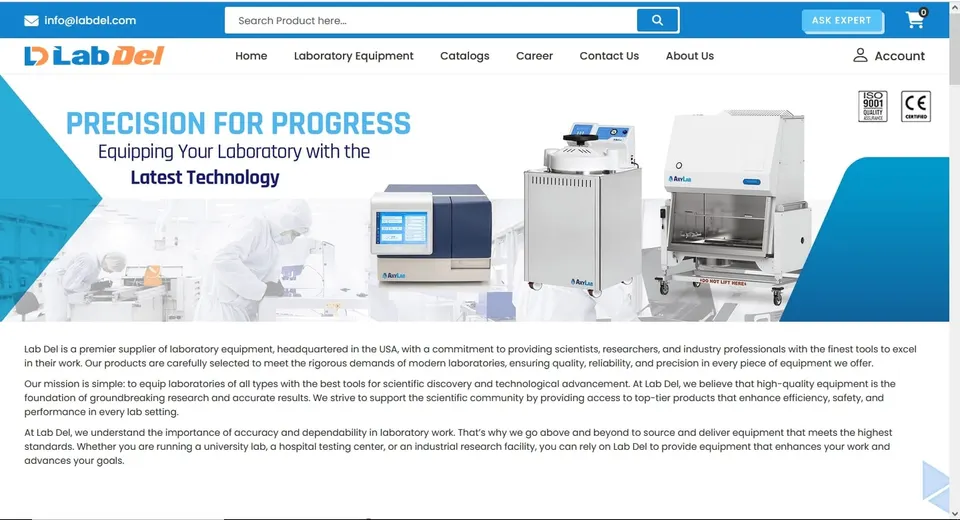 info@labdel.com
Search Product here...
ASK EXPERT
0
Lab Del
Home
Laboratory Equipment
Catalogs
Career
Contact Us
About Us
Account
PRECISION FOR PROGRESS
Equipping Your Laboratory with the
Latest Technology
ISO
9001
QUALITY
ASSURANCE
CE
CERTIFIED
AXYLAB
AXYLAB
AXYLAB
DO NOT LIFT HERE
Lab Del is a premier supplier of laboratory equipment, headquartered in the USA, with a commitment to providing scientists, researchers, and industry professionals with the finest tools to excel
in their work. Our products are carefully selected to meet the rigorous demands of modern laboratories, ensuring quality, reliability, and precision in every piece of equipment we offer.
Our mission is simple: to equip laboratories of all types with the best tools for scientific discovery and technological advancement. At Lab Del, we believe that high-quality equipment is the
foundation of groundbreaking research and accurate results. We strive to support the scientific community by providing access to top-tier products that enhance efficiency, safety, and
performance in every lab setting.
At Lab Del, we understand the importance of accuracy and dependability in laboratory work. That's why we go above and beyond to source and deliver equipment that meets the highest
standards. Whether you are running a university lab, a hospital testing center, or an industrial research facility, you can rely on Lab Del to provide equipment that enhances your work and
advances your goals.